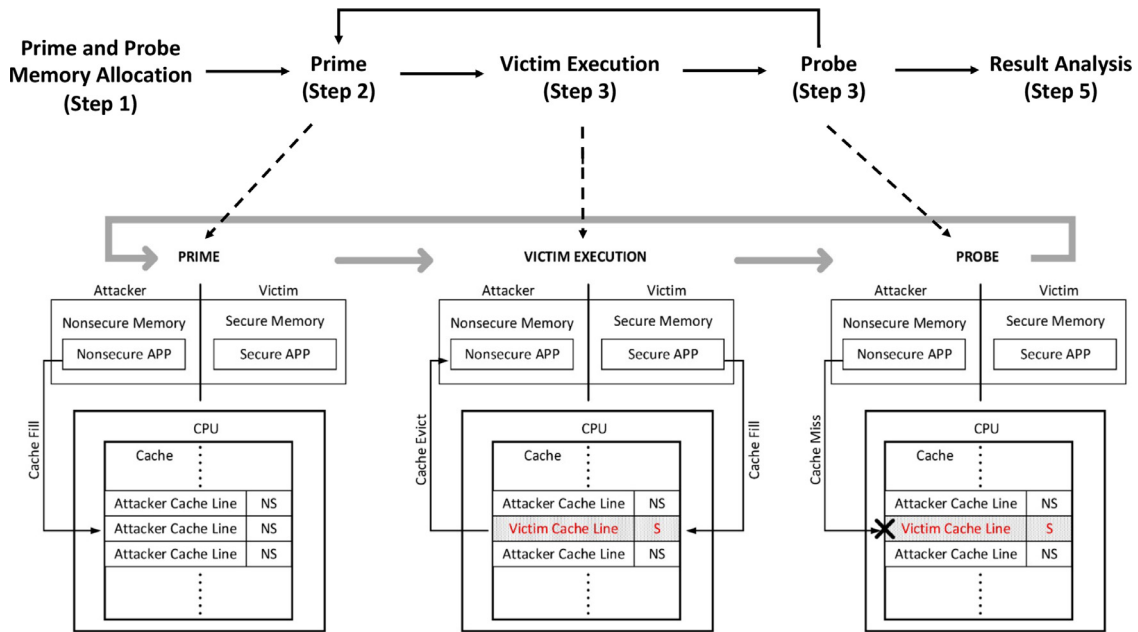 Prime and Probe
Memory Allocation
(Step 1)
Prime
(Step 2)
Victim Execution
(Step 3)
Probe
(Step 3)
Result Analysis
(Step 5)
PRIME
Attacker
Victim
Nonsecure Memory
Secure Memory
Nonsecure APP
Secure APP
Cache Fill
CPU
Cache
Attacker Cache Line NS
Attacker Cache Line NS
Attacker Cache Line NS
VICTIM EXECUTION
Attacker
Victim
Nonsecure Memory
Secure Memory
Nonsecure APP
Secure APP
Cache Evict
Cache Fill
CPU
Cache
Attacker Cache Line NS
Victim Cache Line S
Attacker Cache Line NS
PROBE
Attacker
Victim
Nonsecure Memory
Secure Memory
Nonsecure APP
Secure APP
Cache Miss
CPU
Cache
Attacker Cache Line NS
Victim Cache Line S
Attacker Cache Line NS